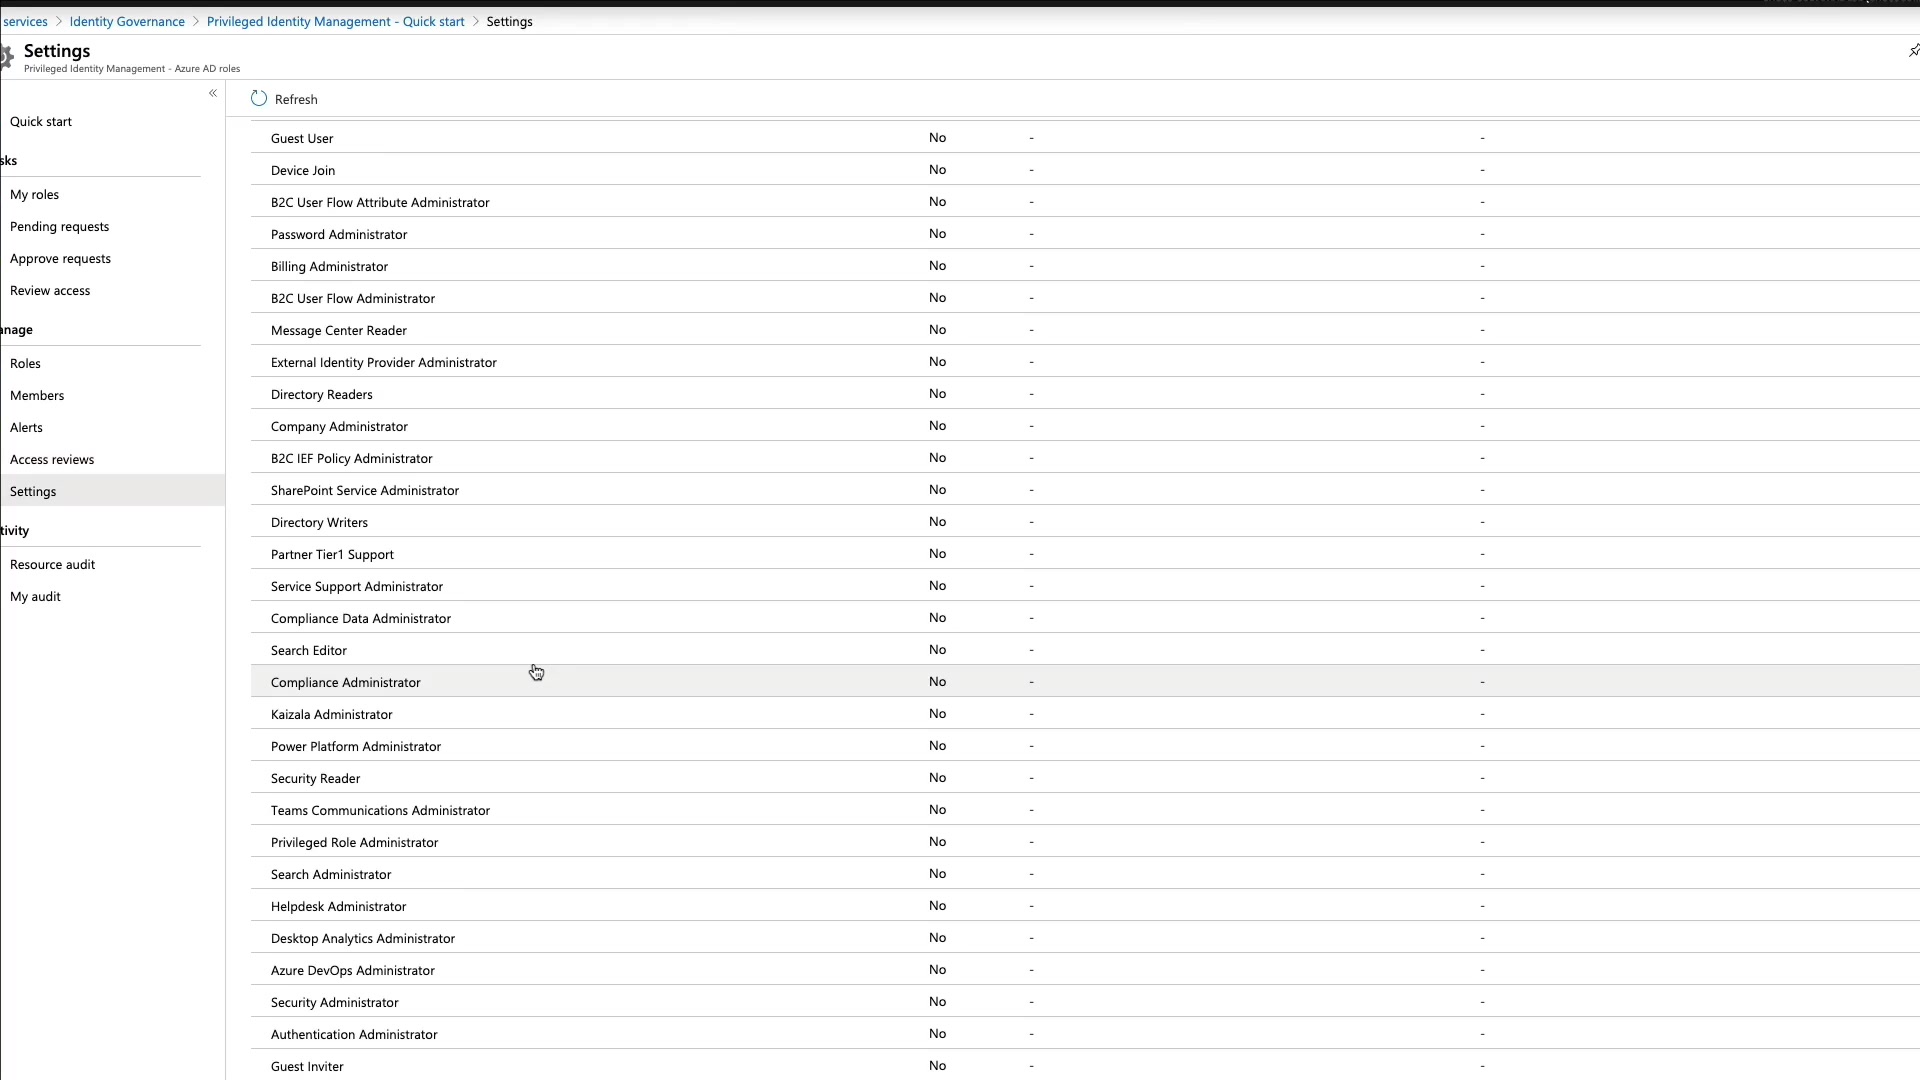 services > Identity Governance > Privileged Identity Management - Quick start > Settings
Settings
Privileged Identity Management - Azure AD roles
«
Refresh
Quick start
sks
My roles
Pending requests
Approve requests
Review access
anage
Roles
Members
Alerts
Access reviews
Settings
tivity
Resource audit
My audit
Guest User No - -
Device Join No - -
B2C User Flow Attribute Administrator No - -
Password Administrator No - -
Billing Administrator No - -
B2C User Flow Administrator No - -
Message Center Reader No - -
External Identity Provider Administrator No - -
Directory Readers No - -
Company Administrator No - -
B2C IEF Policy Administrator No - -
SharePoint Service Administrator No - -
Directory Writers No - -
Partner Tier1 Support No - -
Service Support Administrator No - -
Compliance Data Administrator No - -
Search Editor No - -
Compliance Administrator No - -
Kaizala Administrator No - -
Power Platform Administrator No - -
Security Reader No - -
Teams Communications Administrator No - -
Privileged Role Administrator No - -
Search Administrator No - -
Helpdesk Administrator No - -
Desktop Analytics Administrator No - -
Azure DevOps Administrator No - -
Security Administrator No - -
Authentication Administrator No - -
Guest Inviter No - -